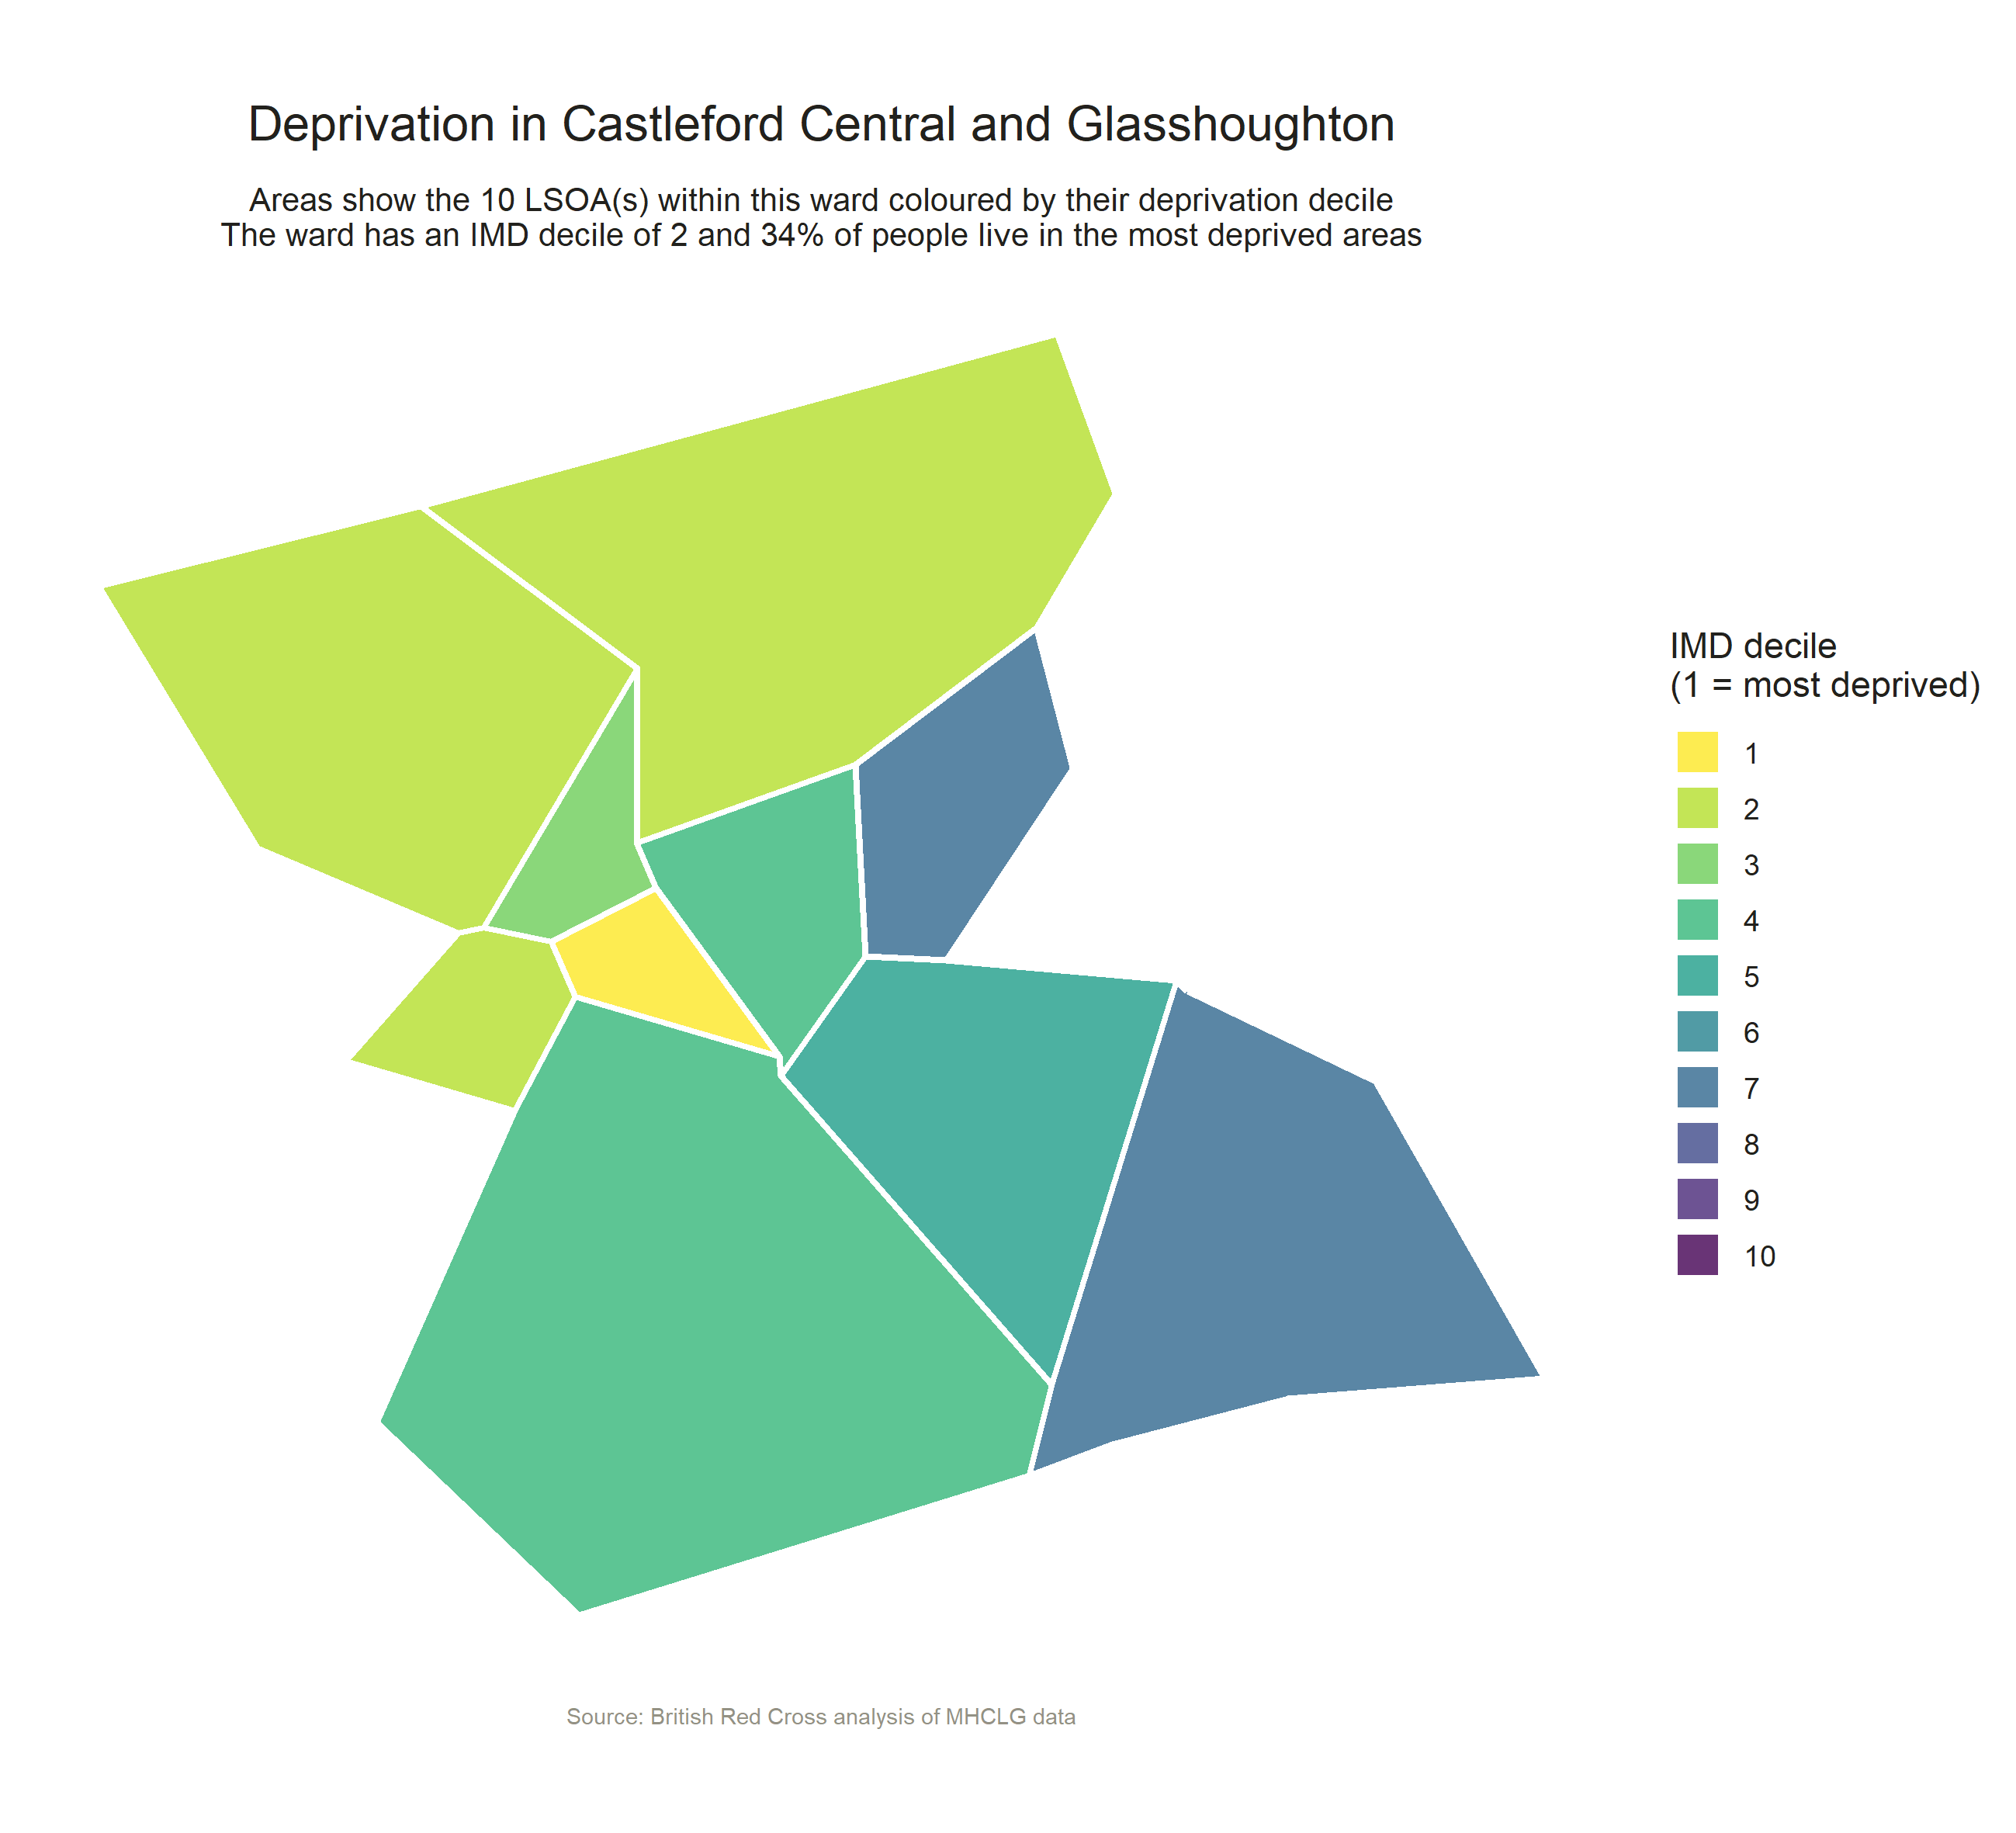 Deprivation in Castleford Central and Glasshoughton
Areas show the 10 LSOA(s) within this ward coloured by their deprivation decile
The ward has an IMD decile of 2 and 34% of people live in the most deprived areas
IMD decile
(1 = most deprived)
1
2
3
4
5
6
7
8
9
10
Source: British Red Cross analysis of MHCLG data